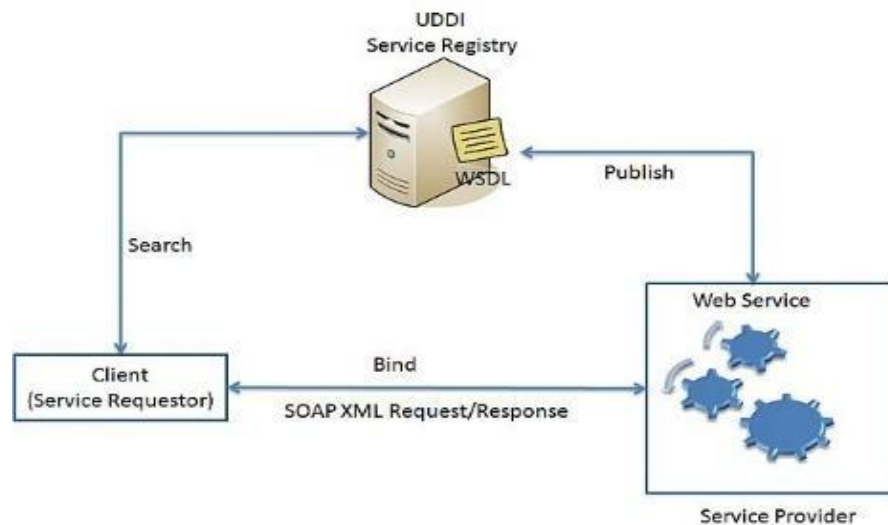 UDDI
Service Registry
WSDL
Publish
Search
Web Service
Client
(Service Requestor)
Bind
SOAP XML Request/Response
Service Provider